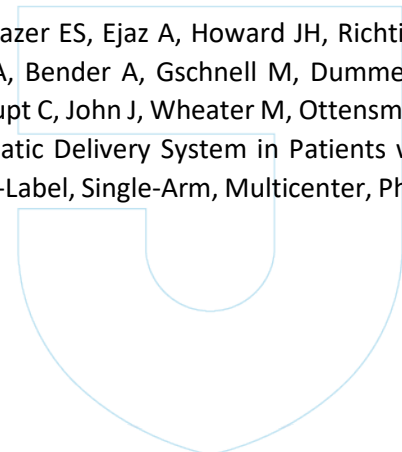 azer ES, Ejaz A, Howard JH, Richti
A, Bender A, Gschnell M, Dumme
upt C, John J, Wheater M, Ottensm
atic Delivery System in Patients v
-Label, Single-Arm, Multicenter, Ph